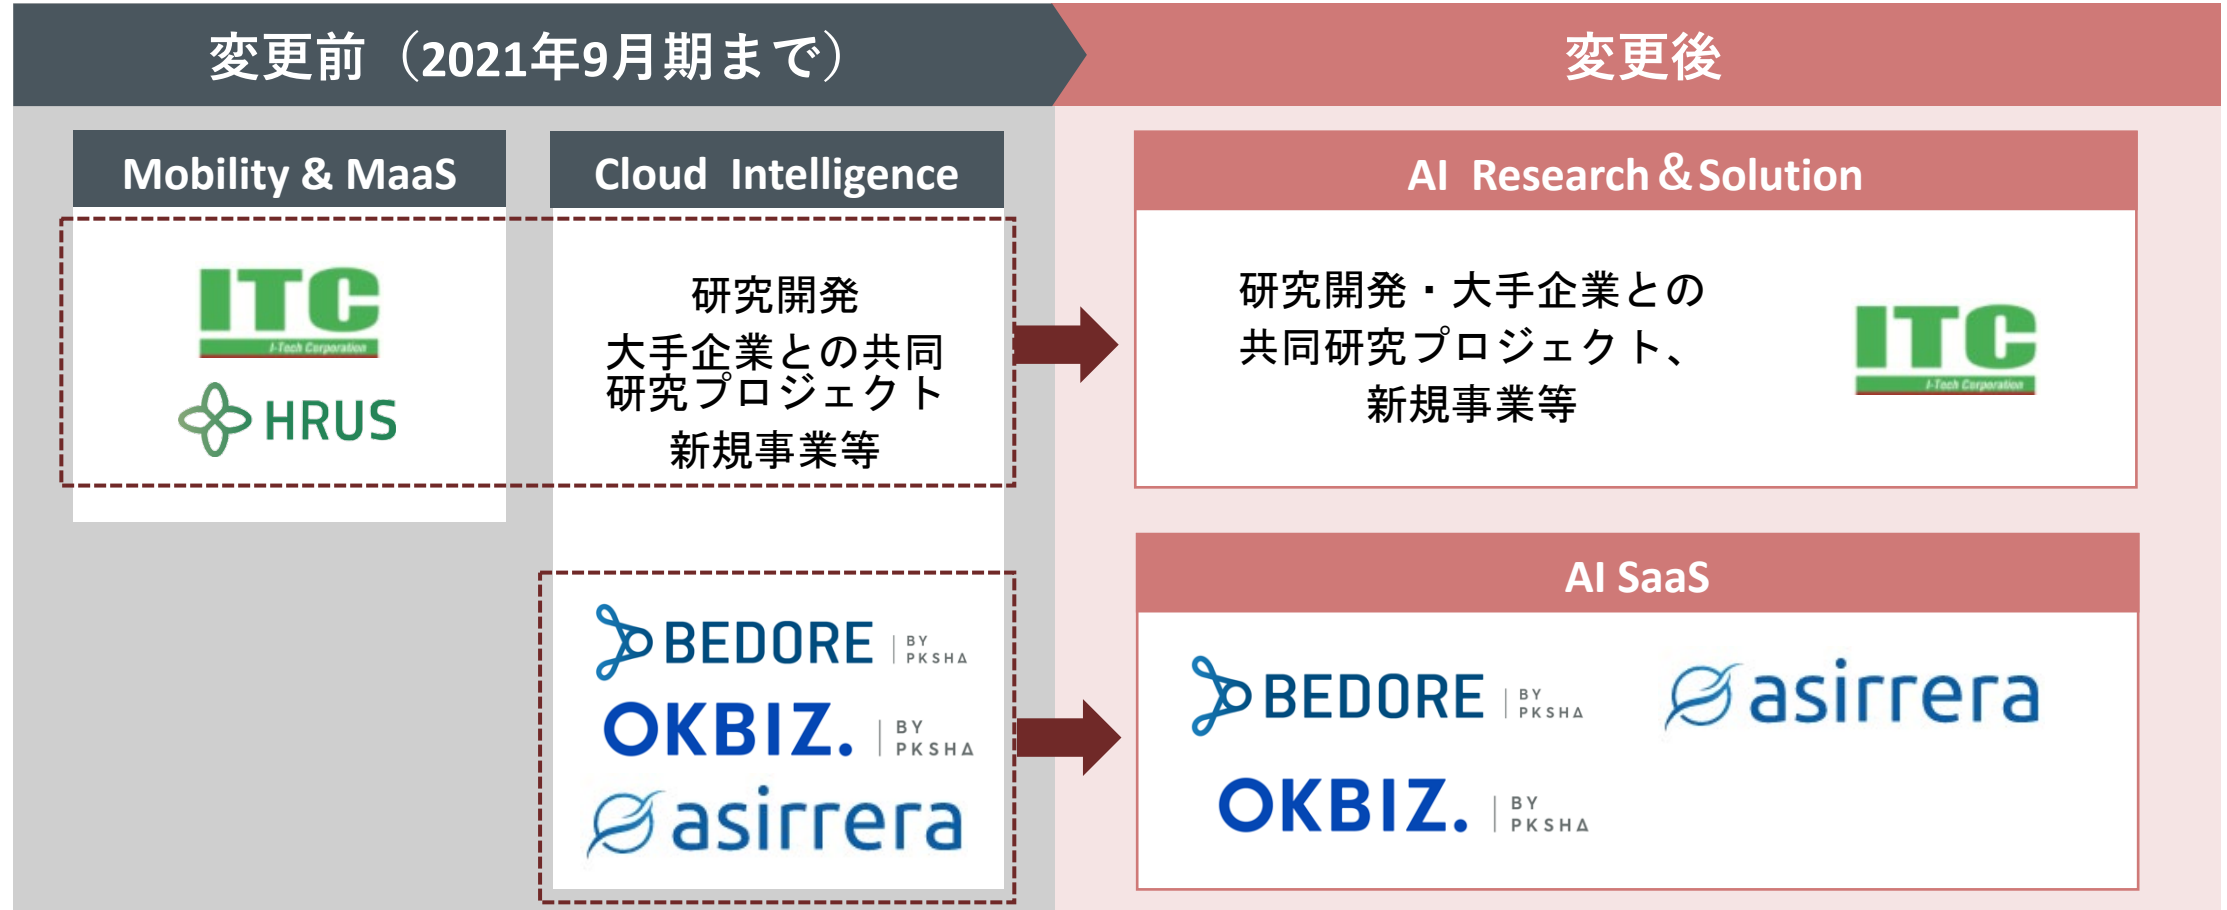 変更前（2021年9月期まで）
変更後
Mobility & MaaS
ITC
I-Tech Corporation
HRUS
Cloud Intelligence
研究開発
大手企業との共同
研究プロジェクト
新規事業等
BEDORE | BY PKSHA
OKBIZ. | BY PKSHA
asirrera
AI Research＆Solution
研究開発・大手企業との
共同研究プロジェクト、
新規事業等
ITC
I-Tech Corporation
AI SaaS
BEDORE | BY PKSHA
asirrera
OKBIZ. | BY PKSHA